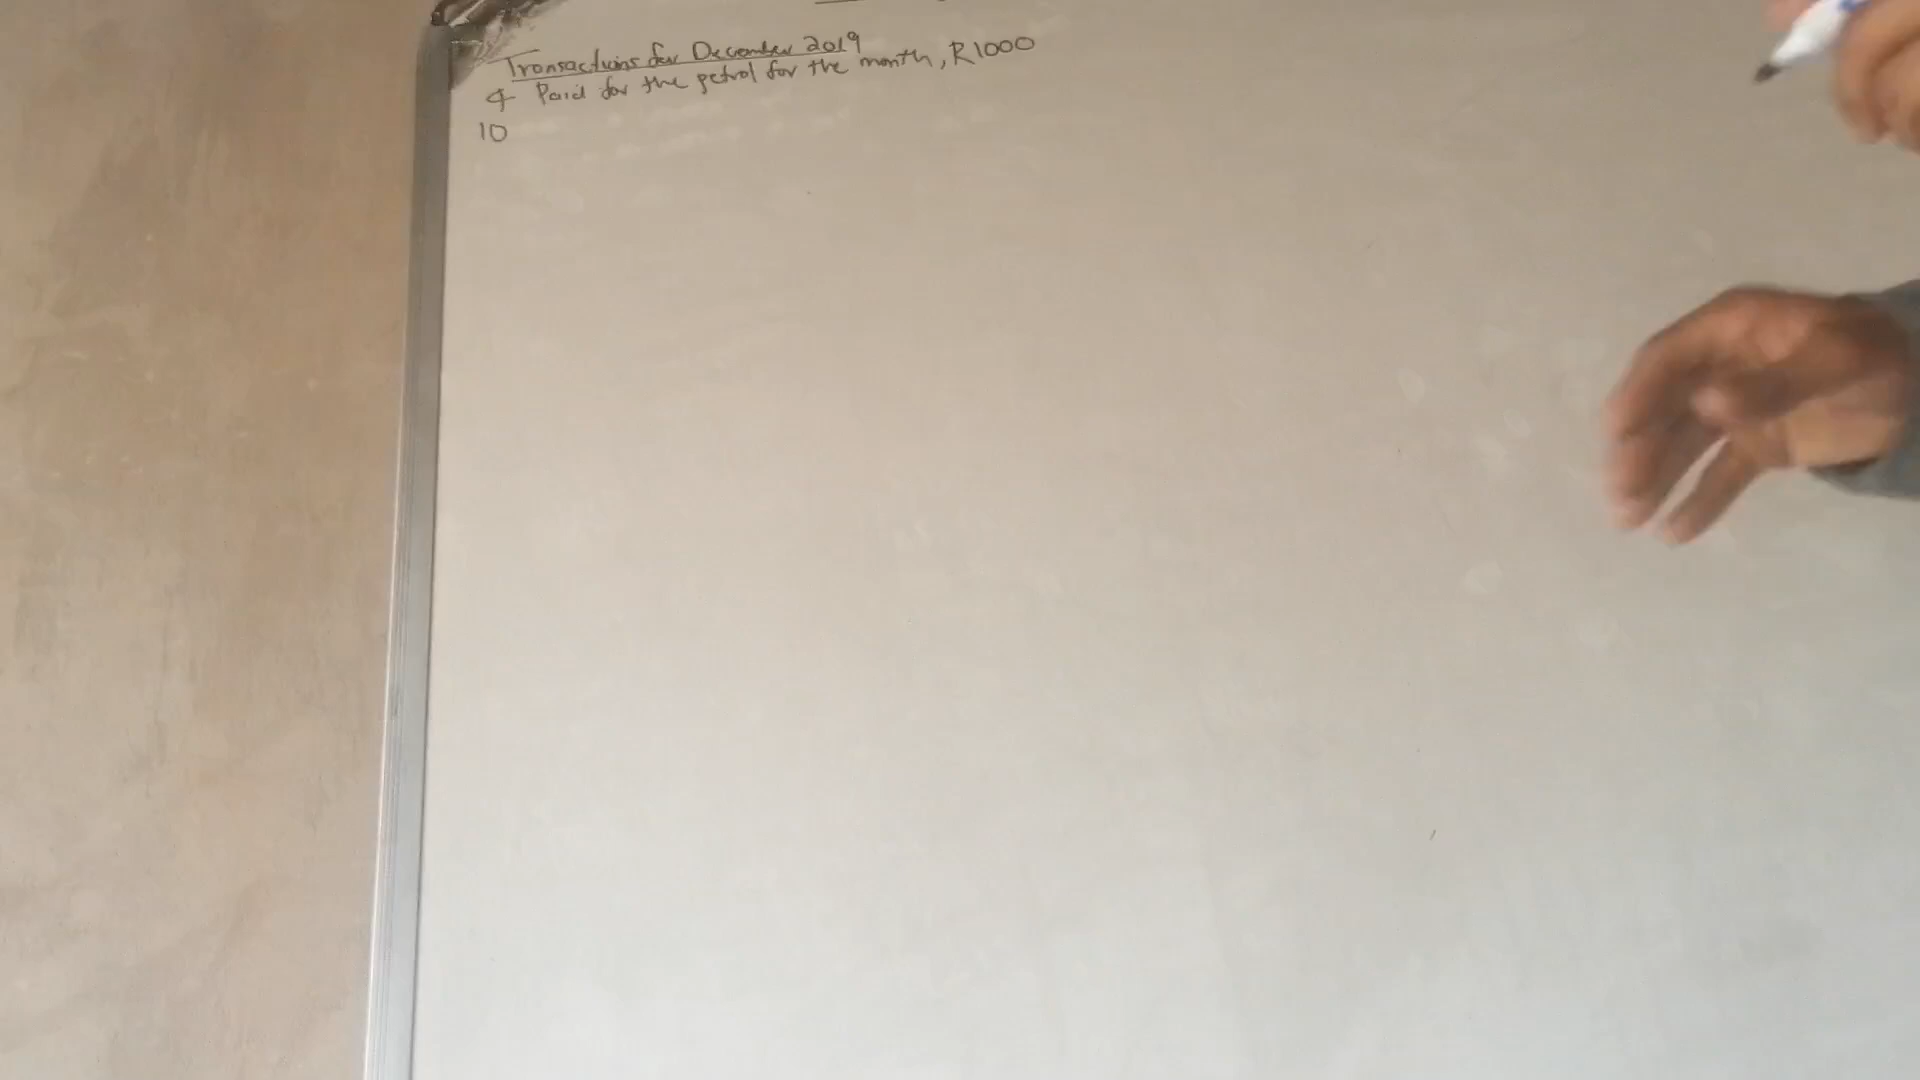 Transactions for December 2019
4 Paid for the petrol for the month, R1000
10